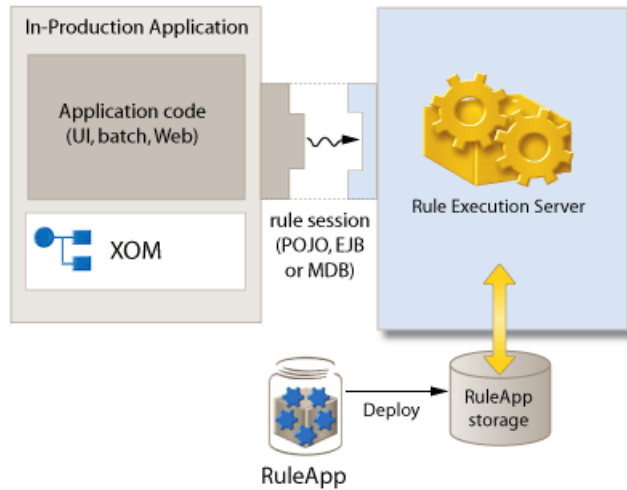 In-Production Application
Application code
(UI, batch, Web)
XOM
rule session
(POJO, EJB
or MDB)
Rule Execution Server
RuleApp
Deploy
RuleApp
storage